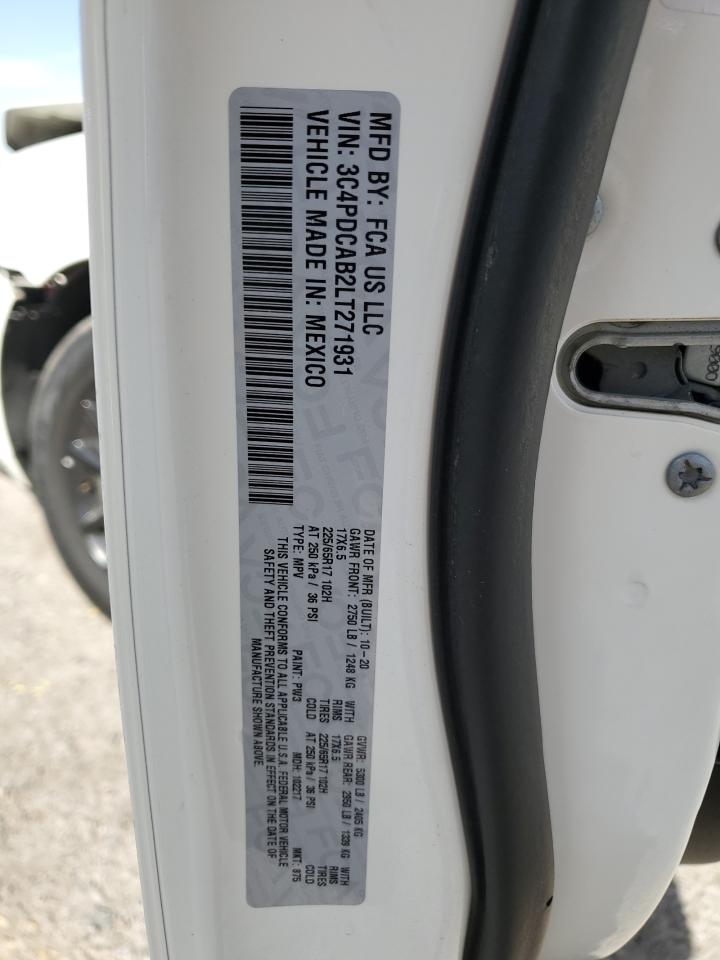 MFD BY: FCA US LLC
VIN: 3C4PDCAB2LT271931
VEHICLE MADE IN: MEXICO
DATE OF MFR (BUILT): 10-20 GVWR: 5300 LB / 2405 KG
GAWR FRONT: 2750 LB / 1248 KG WITH GAWR REAR: 2950 LB / 1339 KG WITH
17X6.5 RIMS 17X6.5 RIMS
225/65R17 102H TIRES 225/65R17 102H TIRES
AT 250 kPa / 36 PSI COLD AT 250 kPa / 36 PSI COLD
TYPE: MPV PAINT: PW3 MDH: 102217 MKT: 875
THIS VEHICLE CONFORMS TO ALL APPLICABLE U.S.A. FEDERAL MOTOR VEHICLE
SAFETY AND THEFT PREVENTION STANDARDS IN EFFECT ON THE DATE OF
MANUFACTURE SHOWN ABOVE.